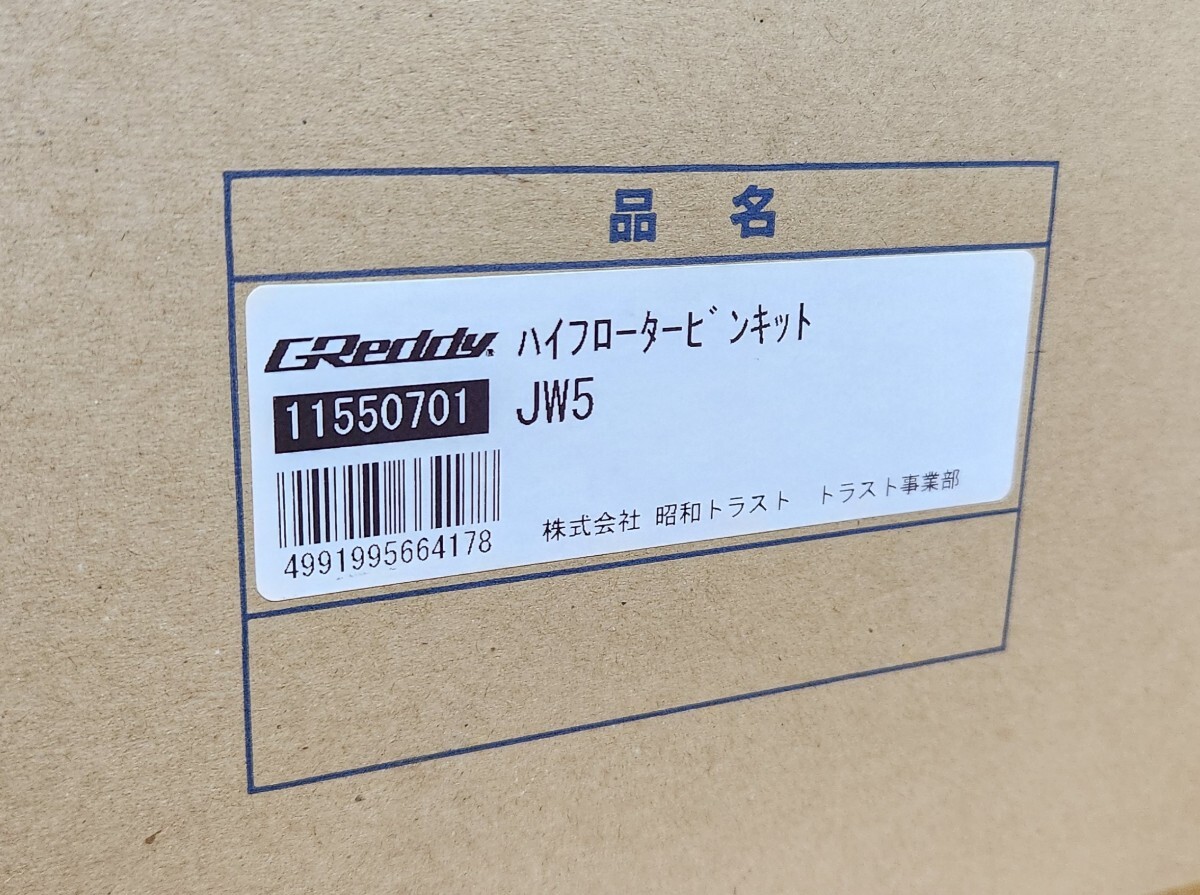 品 名
GReddy® ハイフローターﾋﾞンキット
11550701 JW5
4991995664178
株式会社 昭和トラスト トラスト事業部